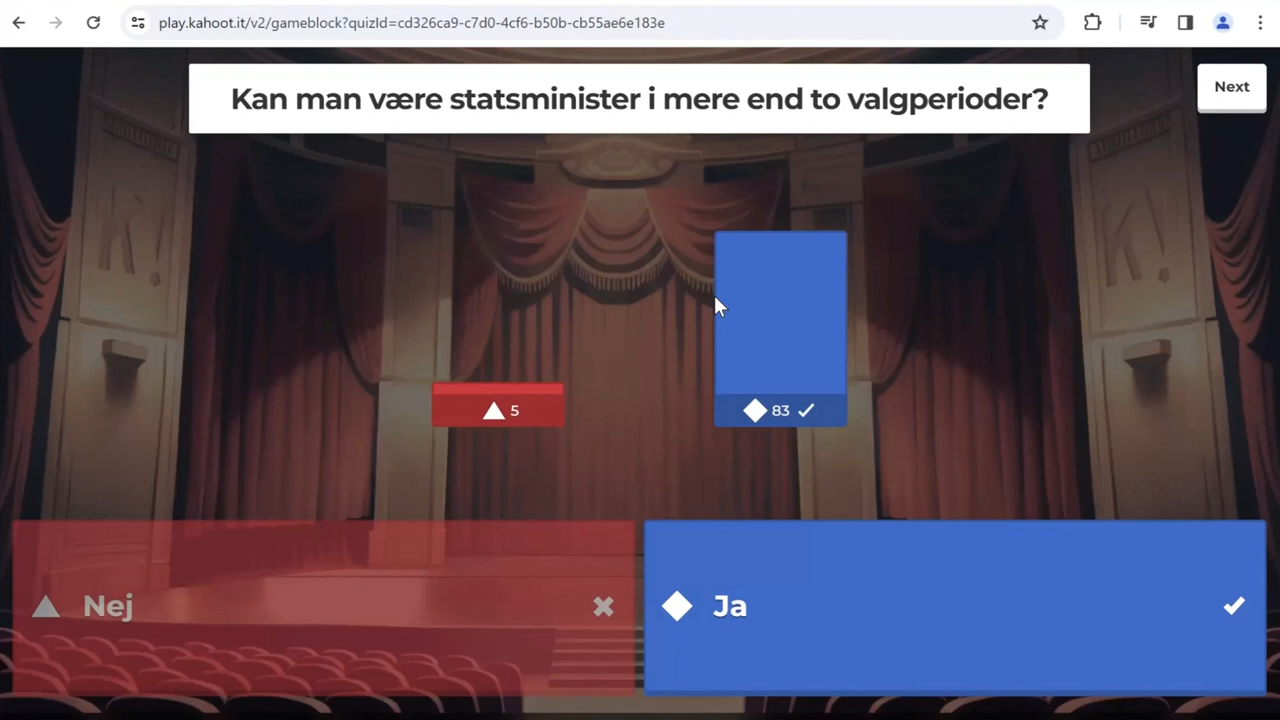 play.kahoot.it/v2/gameblock?quizId=cd326ca9-c7d0-4cf6-b50b-cb55ae6e183e
Kan man være statsminister i mere end to valgperioder?
Next
K!
K!
5
83
Nej
Ja